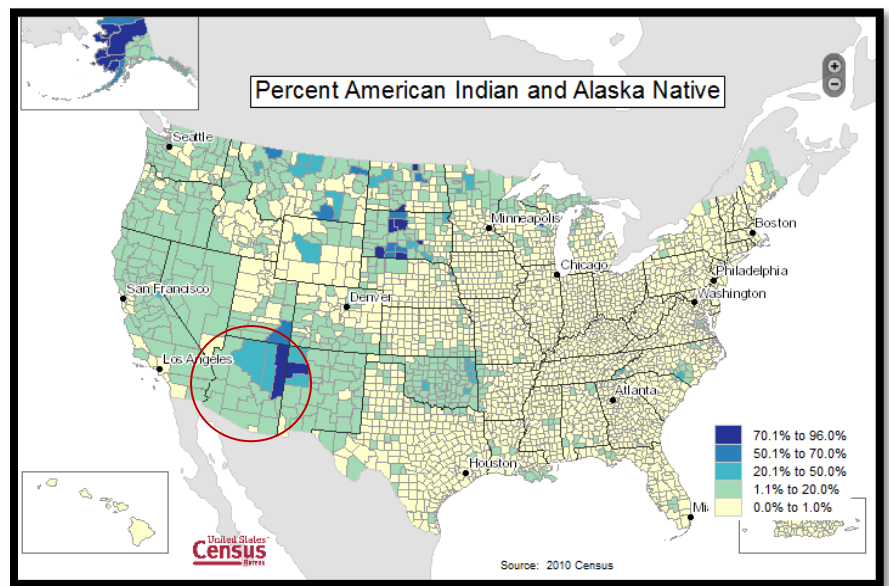 Percent American Indian and Alaska Native
Seattle
Minneapolis
Boston
Chicago
Philadelphia
San Francisco
Denver
Washington
Los Angeles
Atlanta
Houston
Mi
70.1% to 96.0%
50.1% to 70.0%
20.1% to 50.0%
1.1% to 20.0%
0.0% to 1.0%
United States
Census
Bureau
Source: 2010 Census